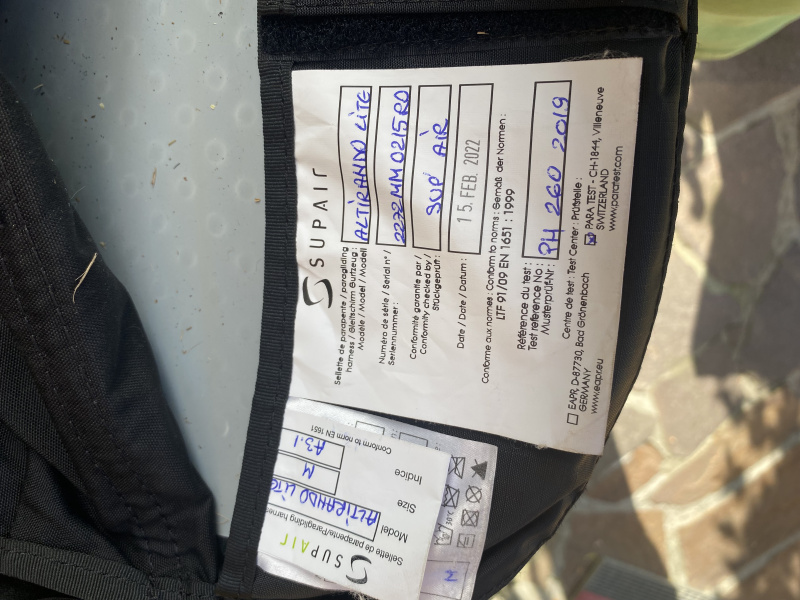 SUPAIR
Sellette de parapente / paragliding
harness / Gleitschirm Gurtzeug :
Modèle / Model / Modell
ALTIRANDO LITE
Numéro de série / Serial n° /
Seriennummer :
2272MM0215RD
Conformité garantie par /
Conformity checked by /
Stückgeprüft :
SUP AIR
Date / Date / Datum :
15. FEB. 2022
Conforme aux normes : Conform to norms : Gemäß der Normen :
LTF 91/09 EN 1651 : 1999
Référence du test :
Test reference No :
Musterprüf-Nr :
PH 260 2019
Centre de test : Test Center : Prüfstelle :
EAPR, D-87730, Bad Grönenbach
GERMANY
www.eapr.eu
PARA TEST - CH-1844, Villeneuve
SWITZERLAND
www.paratest.com
SUPAIR
Sellette de parapente/Paragliding harnes
Model
ALTIRANDO LITE
Size
M
Indice
A3.1
Conform to norm EN 1651
30°C